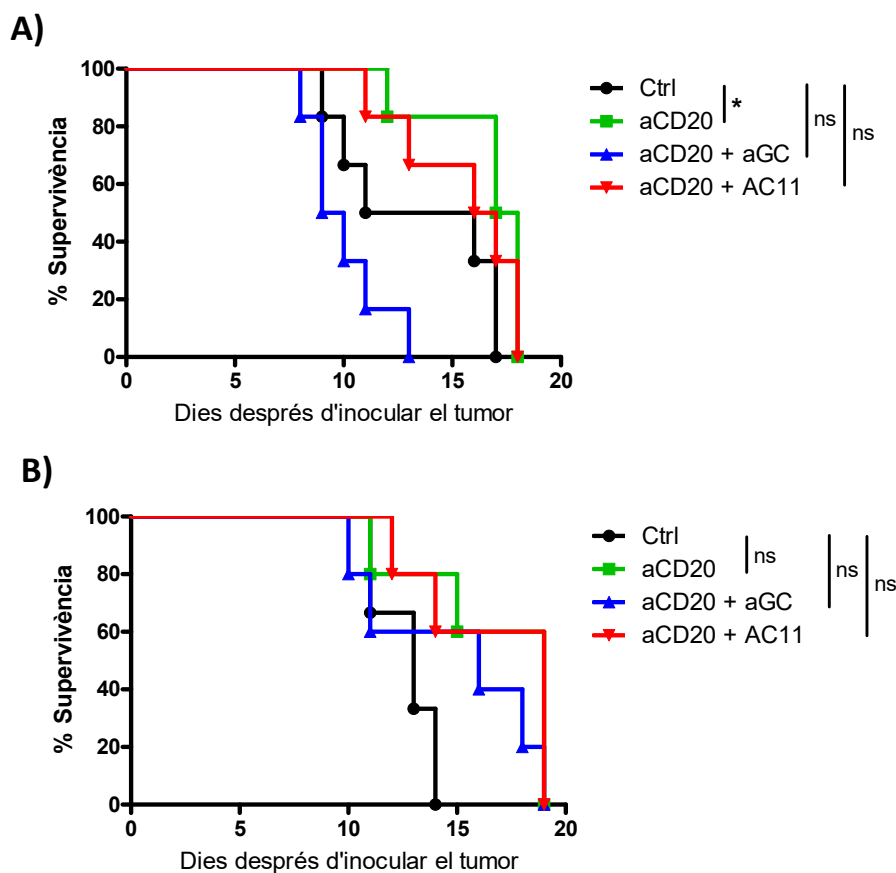 A)
100
80
60
40
20
0
% Supervivència
0 5 10 15 20
Dies després d'inocular el tumor
Ctrl
aCD20
aCD20 + aGC
aCD20 + AC11
*
ns
ns
B)
100
80
60
40
20
0
% Supervivència
0 5 10 15 20
Dies després d'inocular el tumor
Ctrl
aCD20
aCD20 + aGC
aCD20 + AC11
ns
ns
ns